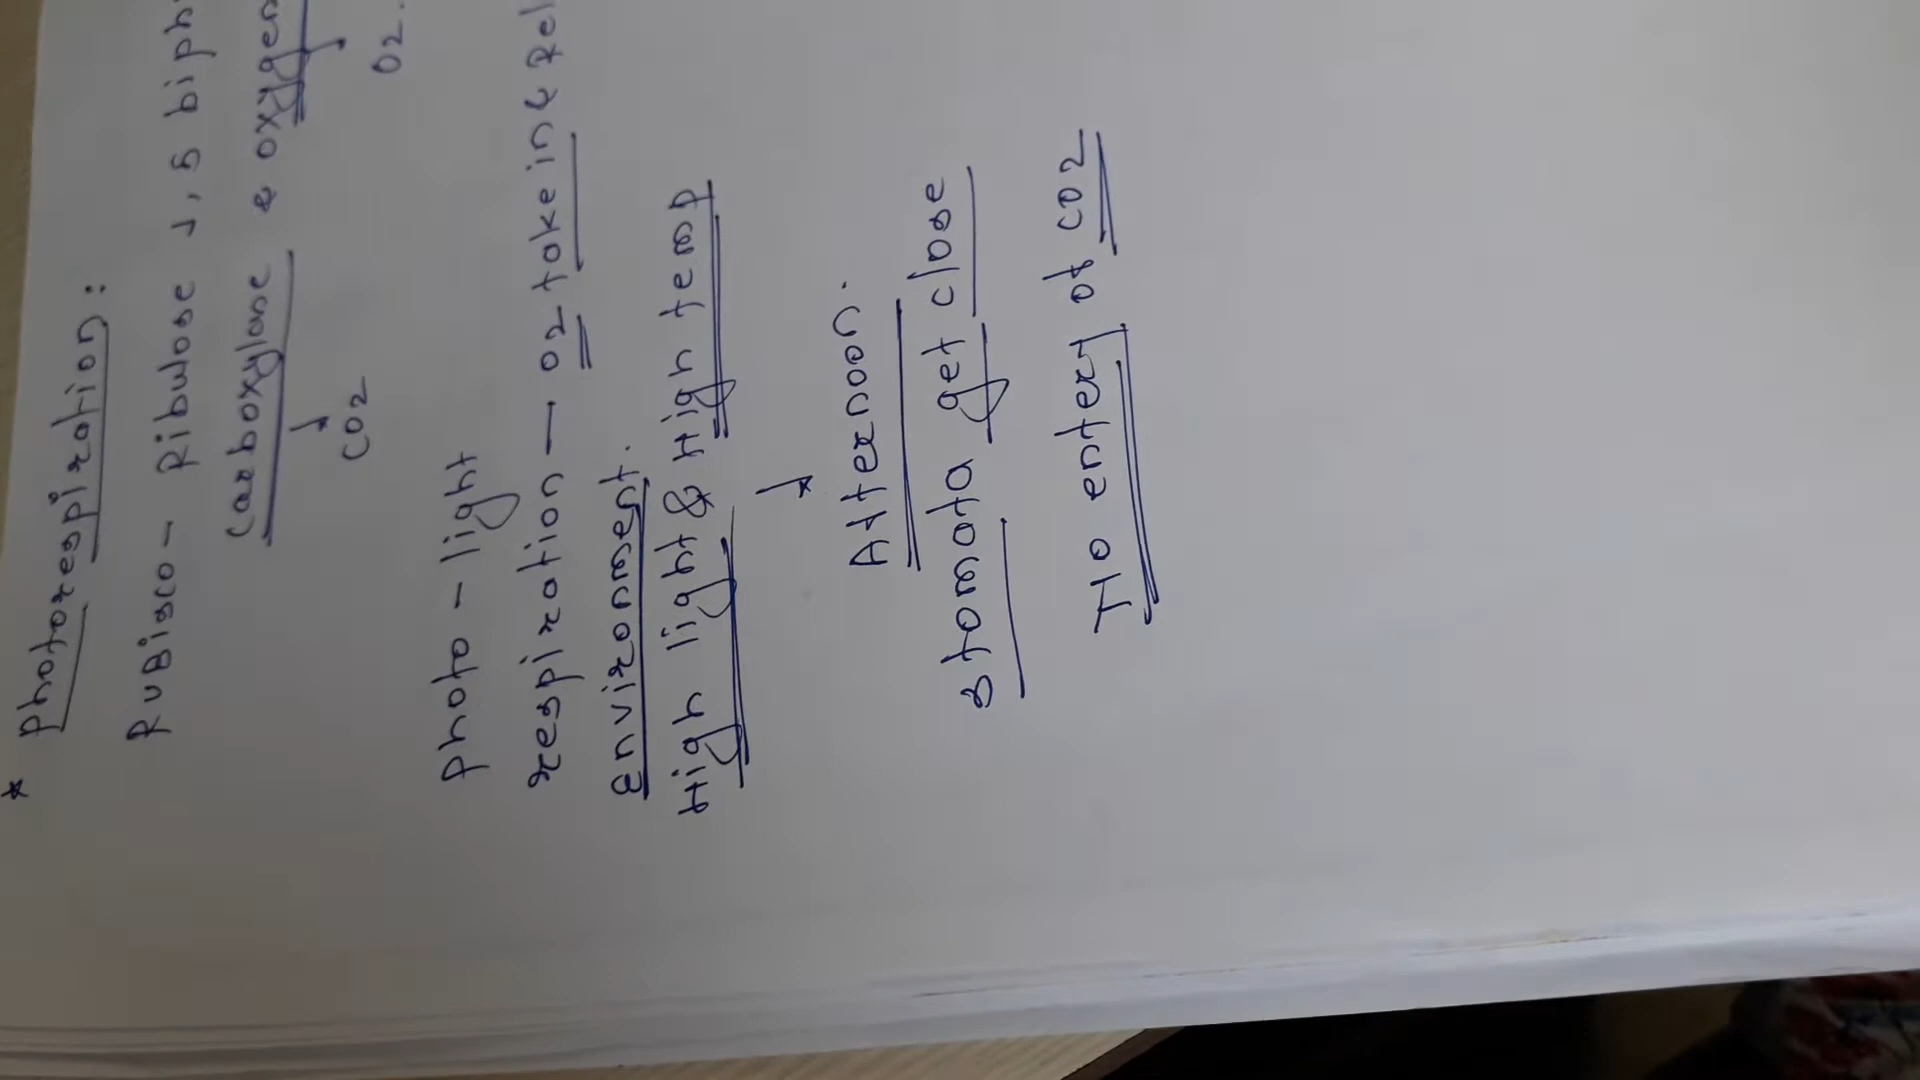 * Photorespiration:
RuBisco - Ribulose 1,5 biph
carboxylase & oxygen
CO2 O2.
Photo - light
respiration - O2 take in & Rel
Environment.
High light & High temp
Afternoon.
stomata get close
No entery of CO2